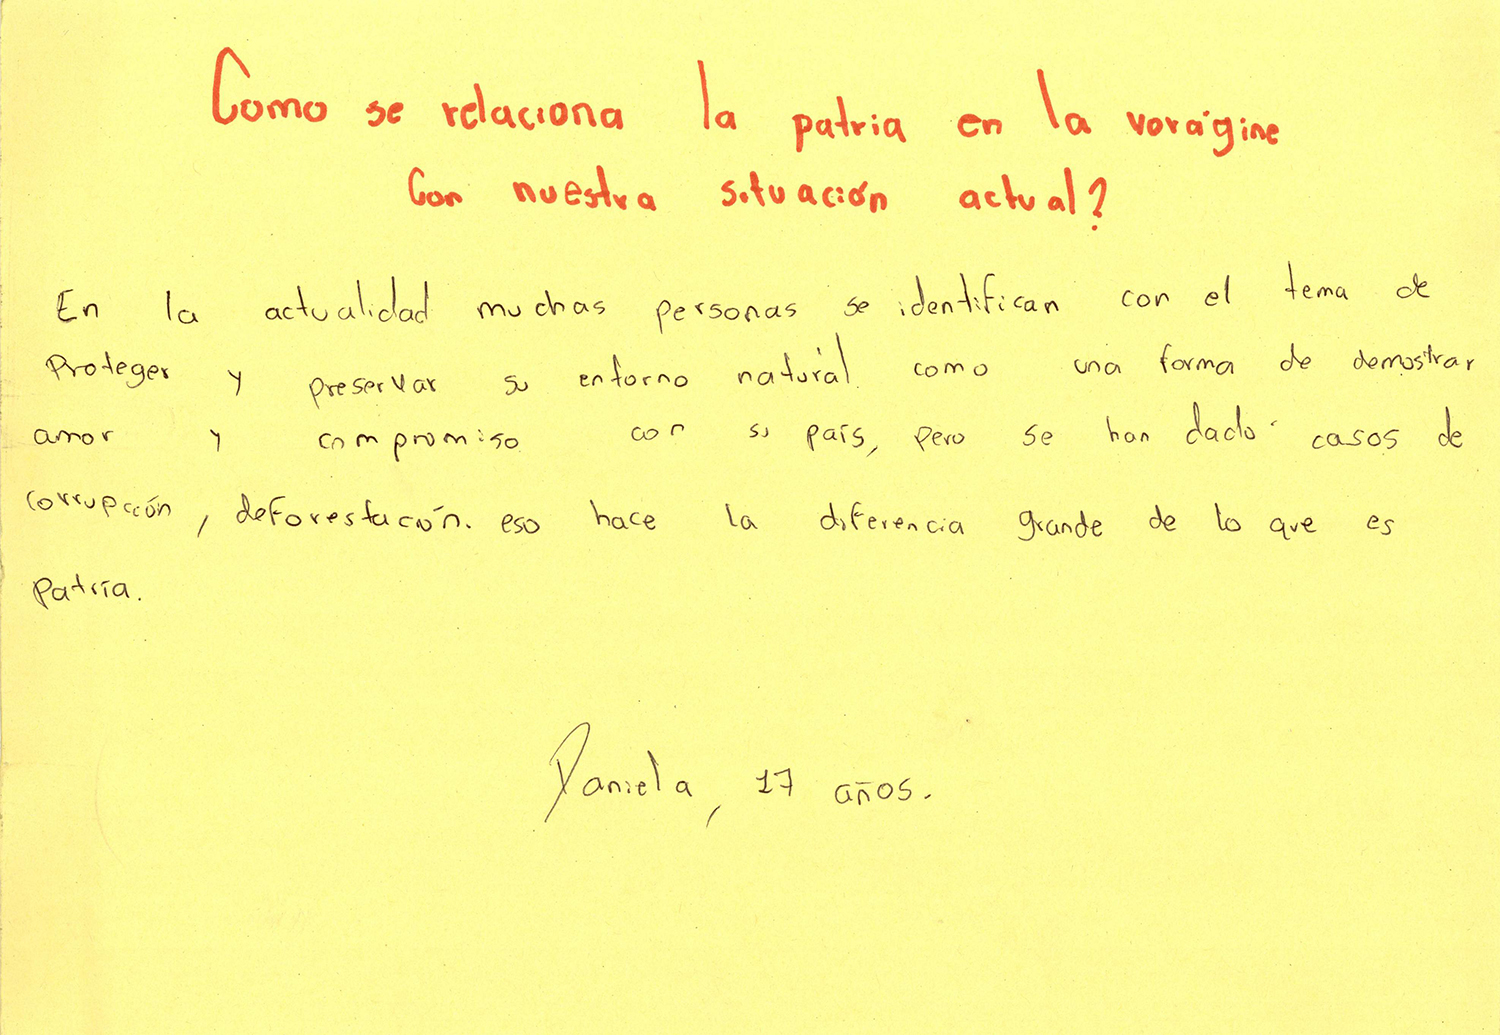 Como se relaciona la patria en la vorágine
Con nuestra situación actual?
En la actualidad muchas personas se identifican con el tema de
Proteger y preservar su entorno natural como una forma de demostrar
amor y compromiso con su país, pero se han dado casos de
corrupción, deforestación. eso hace la diferencia grande de lo que es
Patria.
Daniela, 17 años.